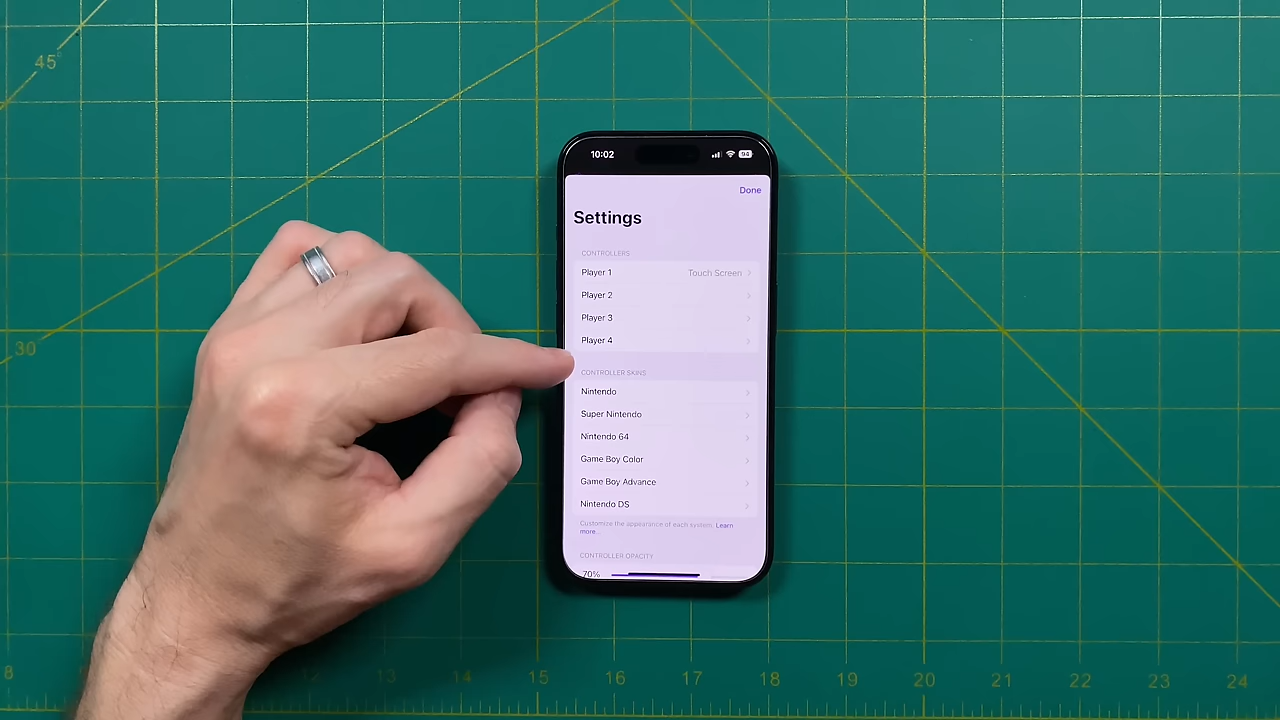 45°
30
10:02
94
Done
Settings
CONTROLLERS
Player 1 Touch Screen
Player 2
Player 3
Player 4
CONTROLLER SKINS
Nintendo
Super Nintendo
Nintendo 64
Game Boy Color
Game Boy Advance
Nintendo DS
Customize the appearance of each system. Learn
more...
CONTROLLER OPACITY
70%
8 12 13 14 15 16 17 18 19 20 21 22 23 24